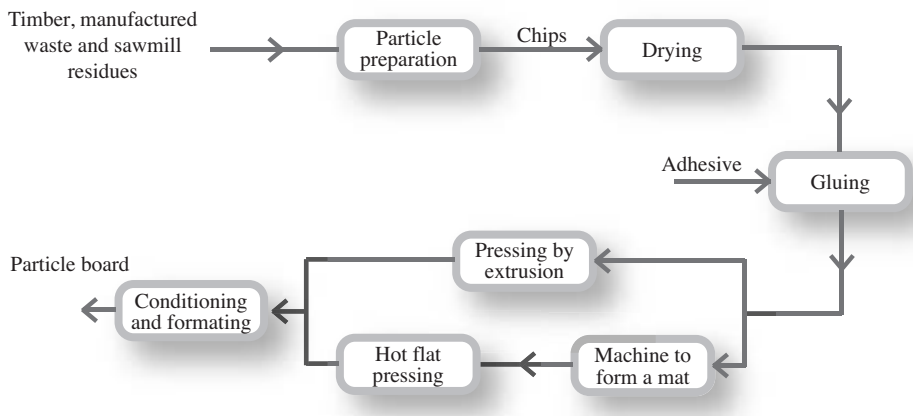 Timber, manufactured
waste and sawmill
residues
Particle
preparation
Chips
Drying
Adhesive
Gluing
Pressing by
extrusion
Machine to
form a mat
Hot flat
pressing
Conditioning
and formating
Particle board